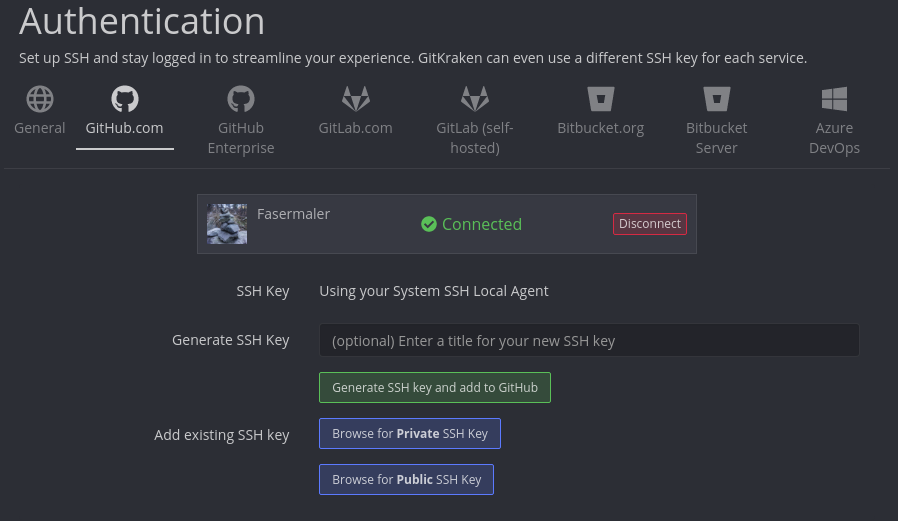 Authentication
Set up SSH and stay logged in to streamline your experience. GitKraken can even use a different SSH key for each service.
General
GitHub.com
GitHub
Enterprise
GitLab.com
GitLab (self-
hosted)
Bitbucket.org
Bitbucket
Server
Azure
DevOps
Fasermaler
Connected
Disconnect
SSH Key
Using your System SSH Local Agent
Generate SSH Key
(optional) Enter a title for your new SSH key
Generate SSH key and add to GitHub
Add existing SSH key
Browse for Private SSH Key
Browse for Public SSH Key